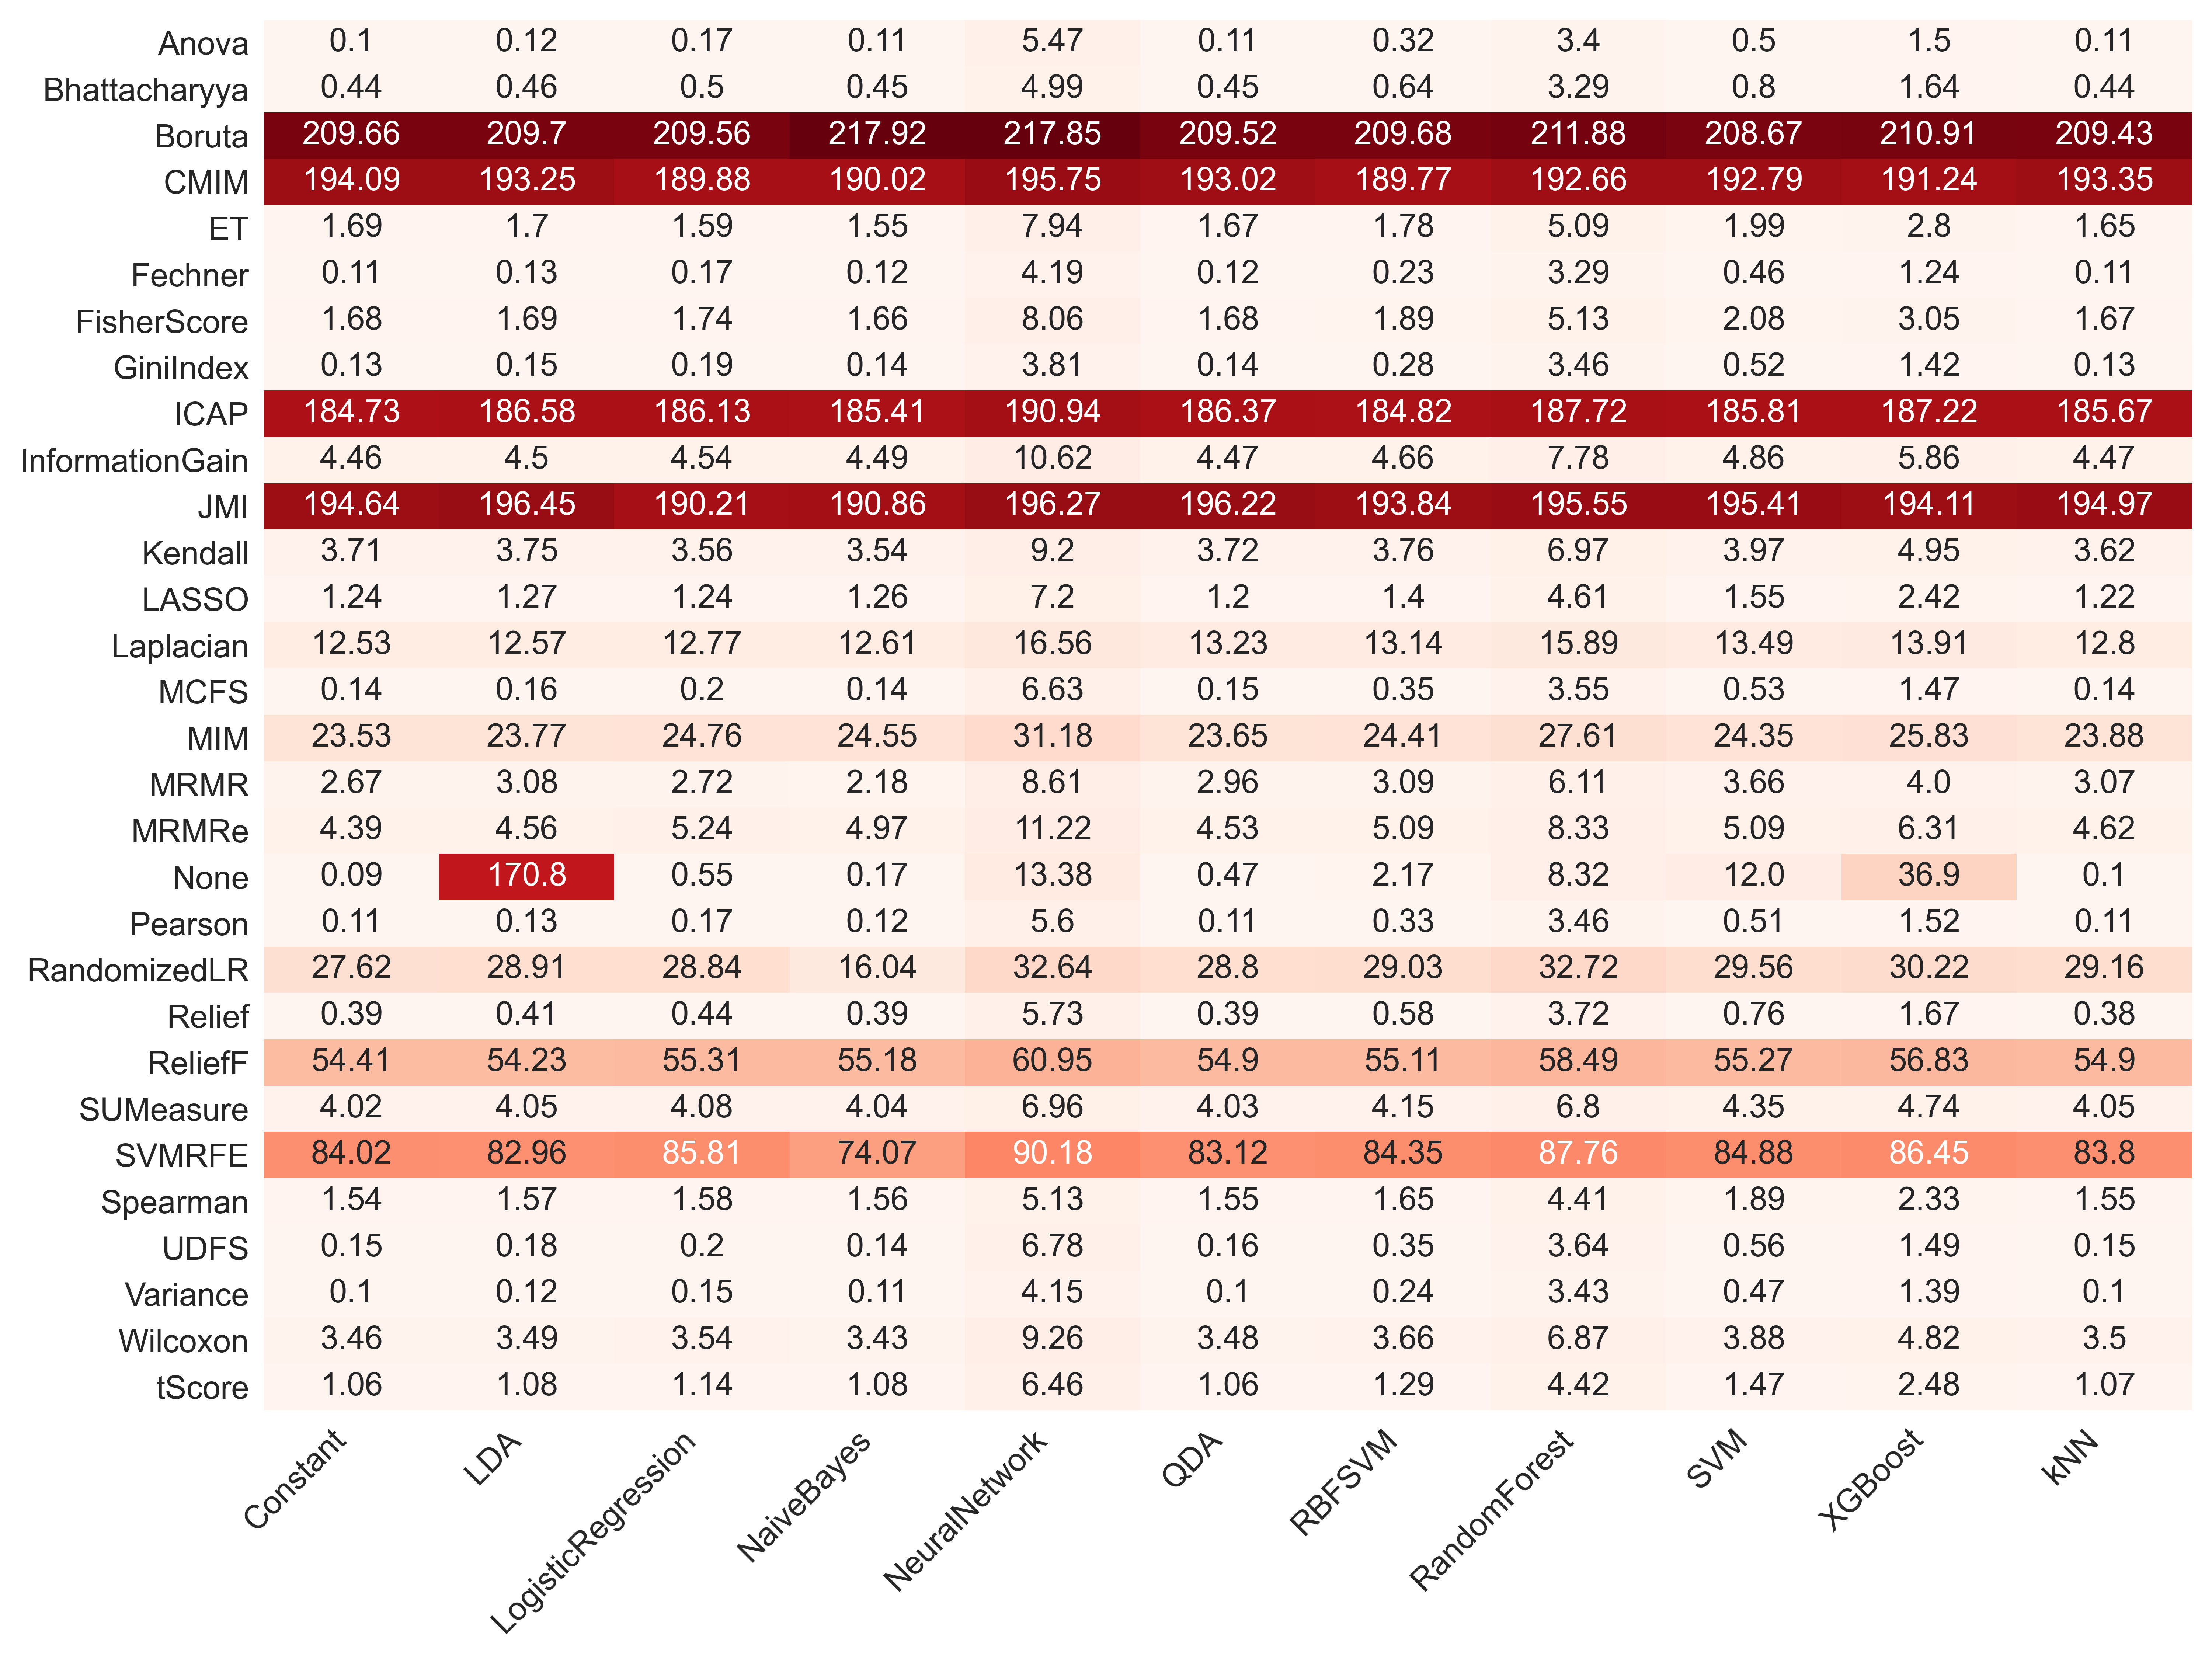 Anova 0.1 0.12 0.17 0.11 5.47 0.11 0.32 3.4 0.5 1.5 0.11
Bhattacharyya 0.44 0.46 0.5 0.45 4.99 0.45 0.64 3.29 0.8 1.64 0.44
Boruta 209.66 209.7 209.56 217.92 217.85 209.52 209.68 211.88 208.67 210.91 209.43
CMIM 194.09 193.25 189.88 190.02 195.75 193.02 189.77 192.66 192.79 191.24 193.35
ET 1.69 1.7 1.59 1.55 7.94 1.67 1.78 5.09 1.99 2.8 1.65
Fechner 0.11 0.13 0.17 0.12 4.19 0.12 0.23 3.29 0.46 1.24 0.11
FisherScore 1.68 1.69 1.74 1.66 8.06 1.68 1.89 5.13 2.08 3.05 1.67
GiniIndex 0.13 0.15 0.19 0.14 3.81 0.14 0.28 3.46 0.52 1.42 0.13
ICAP 184.73 186.58 186.13 185.41 190.94 186.37 184.82 187.72 185.81 187.22 185.67
InformationGain 4.46 4.5 4.54 4.49 10.62 4.47 4.66 7.78 4.86 5.86 4.47
JMI 194.64 196.45 190.21 190.86 196.27 196.22 193.84 195.55 195.41 194.11 194.97
Kendall 3.71 3.75 3.56 3.54 9.2 3.72 3.76 6.97 3.97 4.95 3.62
LASSO 1.24 1.27 1.24 1.26 7.2 1.2 1.4 4.61 1.55 2.42 1.22
Laplacian 12.53 12.57 12.77 12.61 16.56 13.23 13.14 15.89 13.49 13.91 12.8
MCFS 0.14 0.16 0.2 0.14 6.63 0.15 0.35 3.55 0.53 1.47 0.14
MIM 23.53 23.77 24.76 24.55 31.18 23.65 24.41 27.61 24.35 25.83 23.88
MRMR 2.67 3.08 2.72 2.18 8.61 2.96 3.09 6.11 3.66 4.0 3.07
MRMRe 4.39 4.56 5.24 4.97 11.22 4.53 5.09 8.33 5.09 6.31 4.62
None 0.09 170.8 0.55 0.17 13.38 0.47 2.17 8.32 12.0 36.9 0.1
Pearson 0.11 0.13 0.17 0.12 5.6 0.11 0.33 3.46 0.51 1.52 0.11
RandomizedLR 27.62 28.91 28.84 16.04 32.64 28.8 29.03 32.72 29.56 30.22 29.16
Relief 0.39 0.41 0.44 0.39 5.73 0.39 0.58 3.72 0.76 1.67 0.38
ReliefF 54.41 54.23 55.31 55.18 60.95 54.9 55.11 58.49 55.27 56.83 54.9
SUMeasure 4.02 4.05 4.08 4.04 6.96 4.03 4.15 6.8 4.35 4.74 4.05
SVMRFE 84.02 82.96 85.81 74.07 90.18 83.12 84.35 87.76 84.88 86.45 83.8
Spearman 1.54 1.57 1.58 1.56 5.13 1.55 1.65 4.41 1.89 2.33 1.55
UDFS 0.15 0.18 0.2 0.14 6.78 0.16 0.35 3.64 0.56 1.49 0.15
Variance 0.1 0.12 0.15 0.11 4.15 0.1 0.24 3.43 0.47 1.39 0.1
Wilcoxon 3.46 3.49 3.54 3.43 9.26 3.48 3.66 6.87 3.88 4.82 3.5
tScore 1.06 1.08 1.14 1.08 6.46 1.06 1.29 4.42 1.47 2.48 1.07
Constant LDA LogisticRegression NaiveBayes NeuralNetwork QDA RBFSVM RandomForest SVM XGBoost kNN